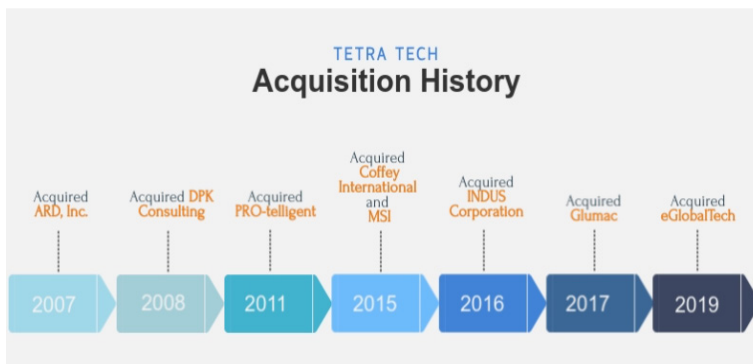 TETRA TECH
Acquisition History
Acquired
ARD, Inc.
Acquired DPK
Consulting
Acquired
PRO-telligent
Acquired
Coffey
International
and
MSI
Acquired
INDUS
Corporation
Acquired
Glumac
Acquired
eGlobalTech
2007
2008
2011
2015
2016
2017
2019